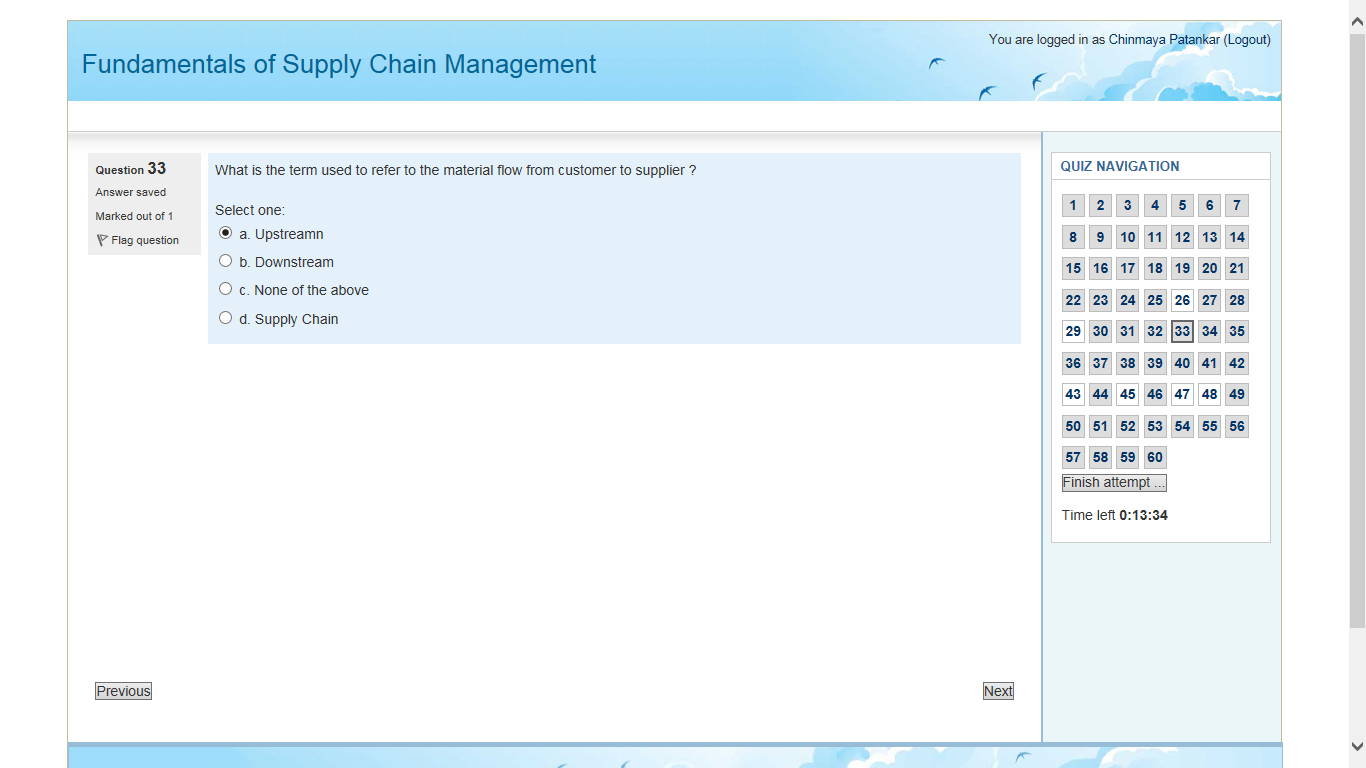 You are logged in as Chinmaya Patankar (Logout)
Fundamentals of Supply Chain Management
Question 33
Answer saved
Marked out of 1
Flag question
What is the term used to refer to the material flow from customer to supplier ?
Select one:
a. Upstreamn
b. Downstream
c. None of the above
d. Supply Chain
Previous
Next
QUIZ NAVIGATION
1 2 3 4 5 6 7
8 9 10 11 12 13 14
15 16 17 18 19 20 21
22 23 24 25 26 27 28
29 30 31 32 33 34 35
36 37 38 39 40 41 42
43 44 45 46 47 48 49
50 51 52 53 54 55 56
57 58 59 60
Finish attempt ...
Time left 0:13:34